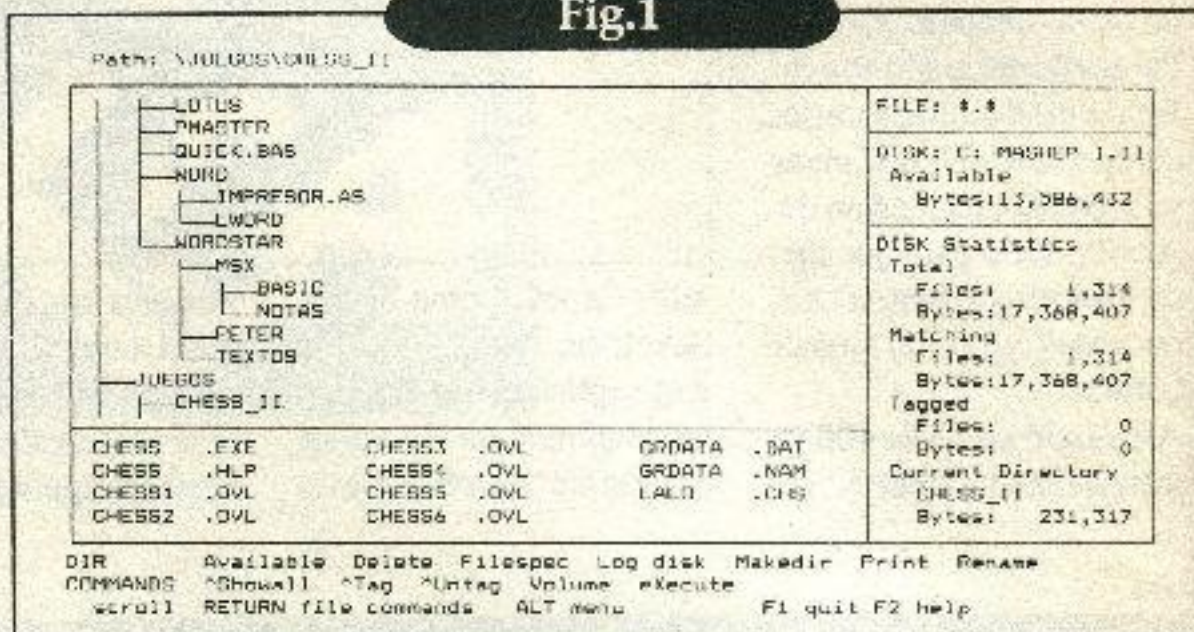 Fig.1
Path: \JUEGOS\CHESS_II
LOTUS
PMASTER
QUICK.BAS
WORD
IMPRESOR.AS
LWORD
WORDSTAR
MSX
BASIC
NOTAS
PETER
TEXTOS
JUEGOS
CHESS_II
FILE: *.*
DISK: C:
Available
Bytes:13,586,432
DISK Statistics
Total
Files: 1,314
Bytes:17,368,407
Matching
Files: 1,314
Bytes:17,368,407
Tagged
Files: 0
Bytes: 0
Current Directory
CHESS_II
Bytes: 231,317
CHESS .EXE CHESS3 .OVL GRDATA .DAT
CHESS .HLP CHESS4 .OVL GRDATA .NAM
CHESS1 .OVL CHESS5 .OVL LALO .CHS
CHESS2 .OVL CHESS6 .OVL
DIR Available Delete Filespec Log disk Makedir Print Rename
COMMANDS ^Showall ^Tag ^Untag Volume eXecute
scroll RETURN file commands ALT menu F1 quit F2 help